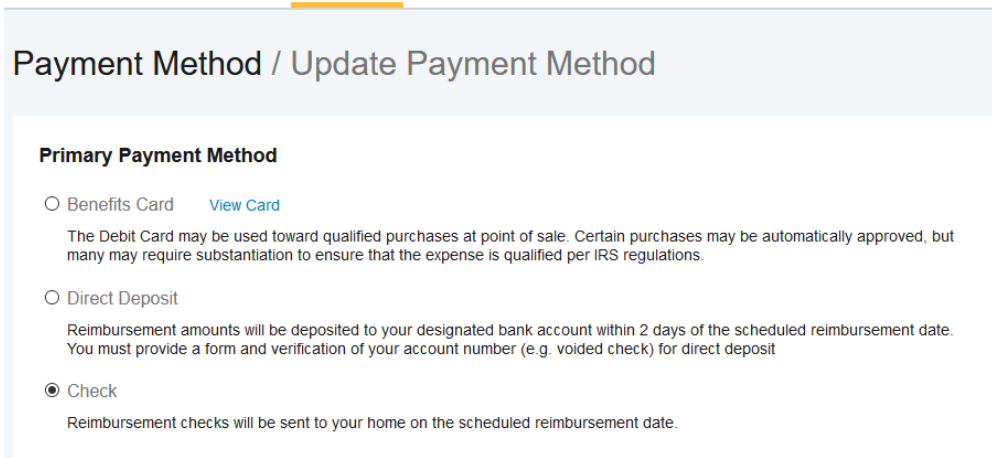 Payment Method / Update Payment Method
Primary Payment Method
Benefits Card View Card
The Debit Card may be used toward qualified purchases at point of sale. Certain purchases may be automatically approved, but
many may require substantiation to ensure that the expense is qualified per IRS regulations.
Direct Deposit
Reimbursement amounts will be deposited to your designated bank account within 2 days of the scheduled reimbursement date.
You must provide a form and verification of your account number (e.g. voided check) for direct deposit
Check
Reimbursement checks will be sent to your home on the scheduled reimbursement date.